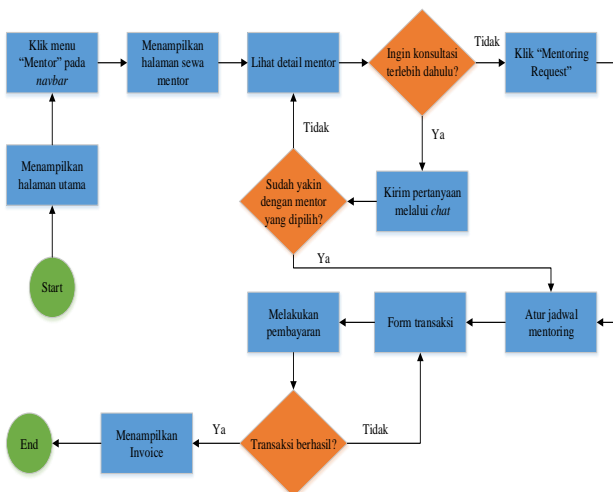 Klik menu
“Mentor” pada
navbar
Menampilkan
halaman sewa
mentor
Lihat detail mentor
Ingin konsultasi
terlebih dahulu?
Tidak
Klik “Mentoring
Request”
Ya
Tidak
Menampilkan
halaman utama
Sudah yakin
dengan mentor
yang dipilih?
Kirim pertanyaan
melalui chat
Ya
Start
Melakukan
pembayaran
Form transaksi
Atur jadwal
mentoring
End
Menampilkan
Invoice
Ya
Transaksi berhasil?
Tidak